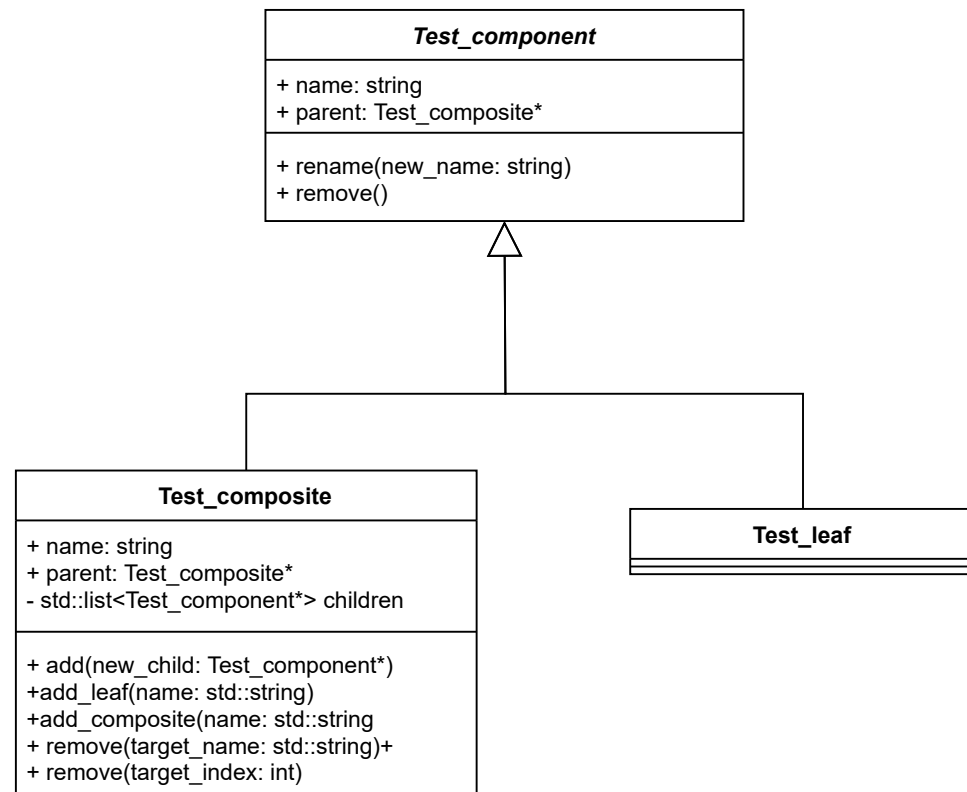 Test_component
+ name: string
+ parent: Test_composite*
+ rename(new_name: string)
+ remove()
Test_composite
+ name: string
+ parent: Test_composite*
- std::list<Test_component*> children
+ add(new_child: Test_component*)
+add_leaf(name: std::string)
+add_composite(name: std::string
+ remove(target_name: std::string)+
+ remove(target_index: int)
Test_leaf